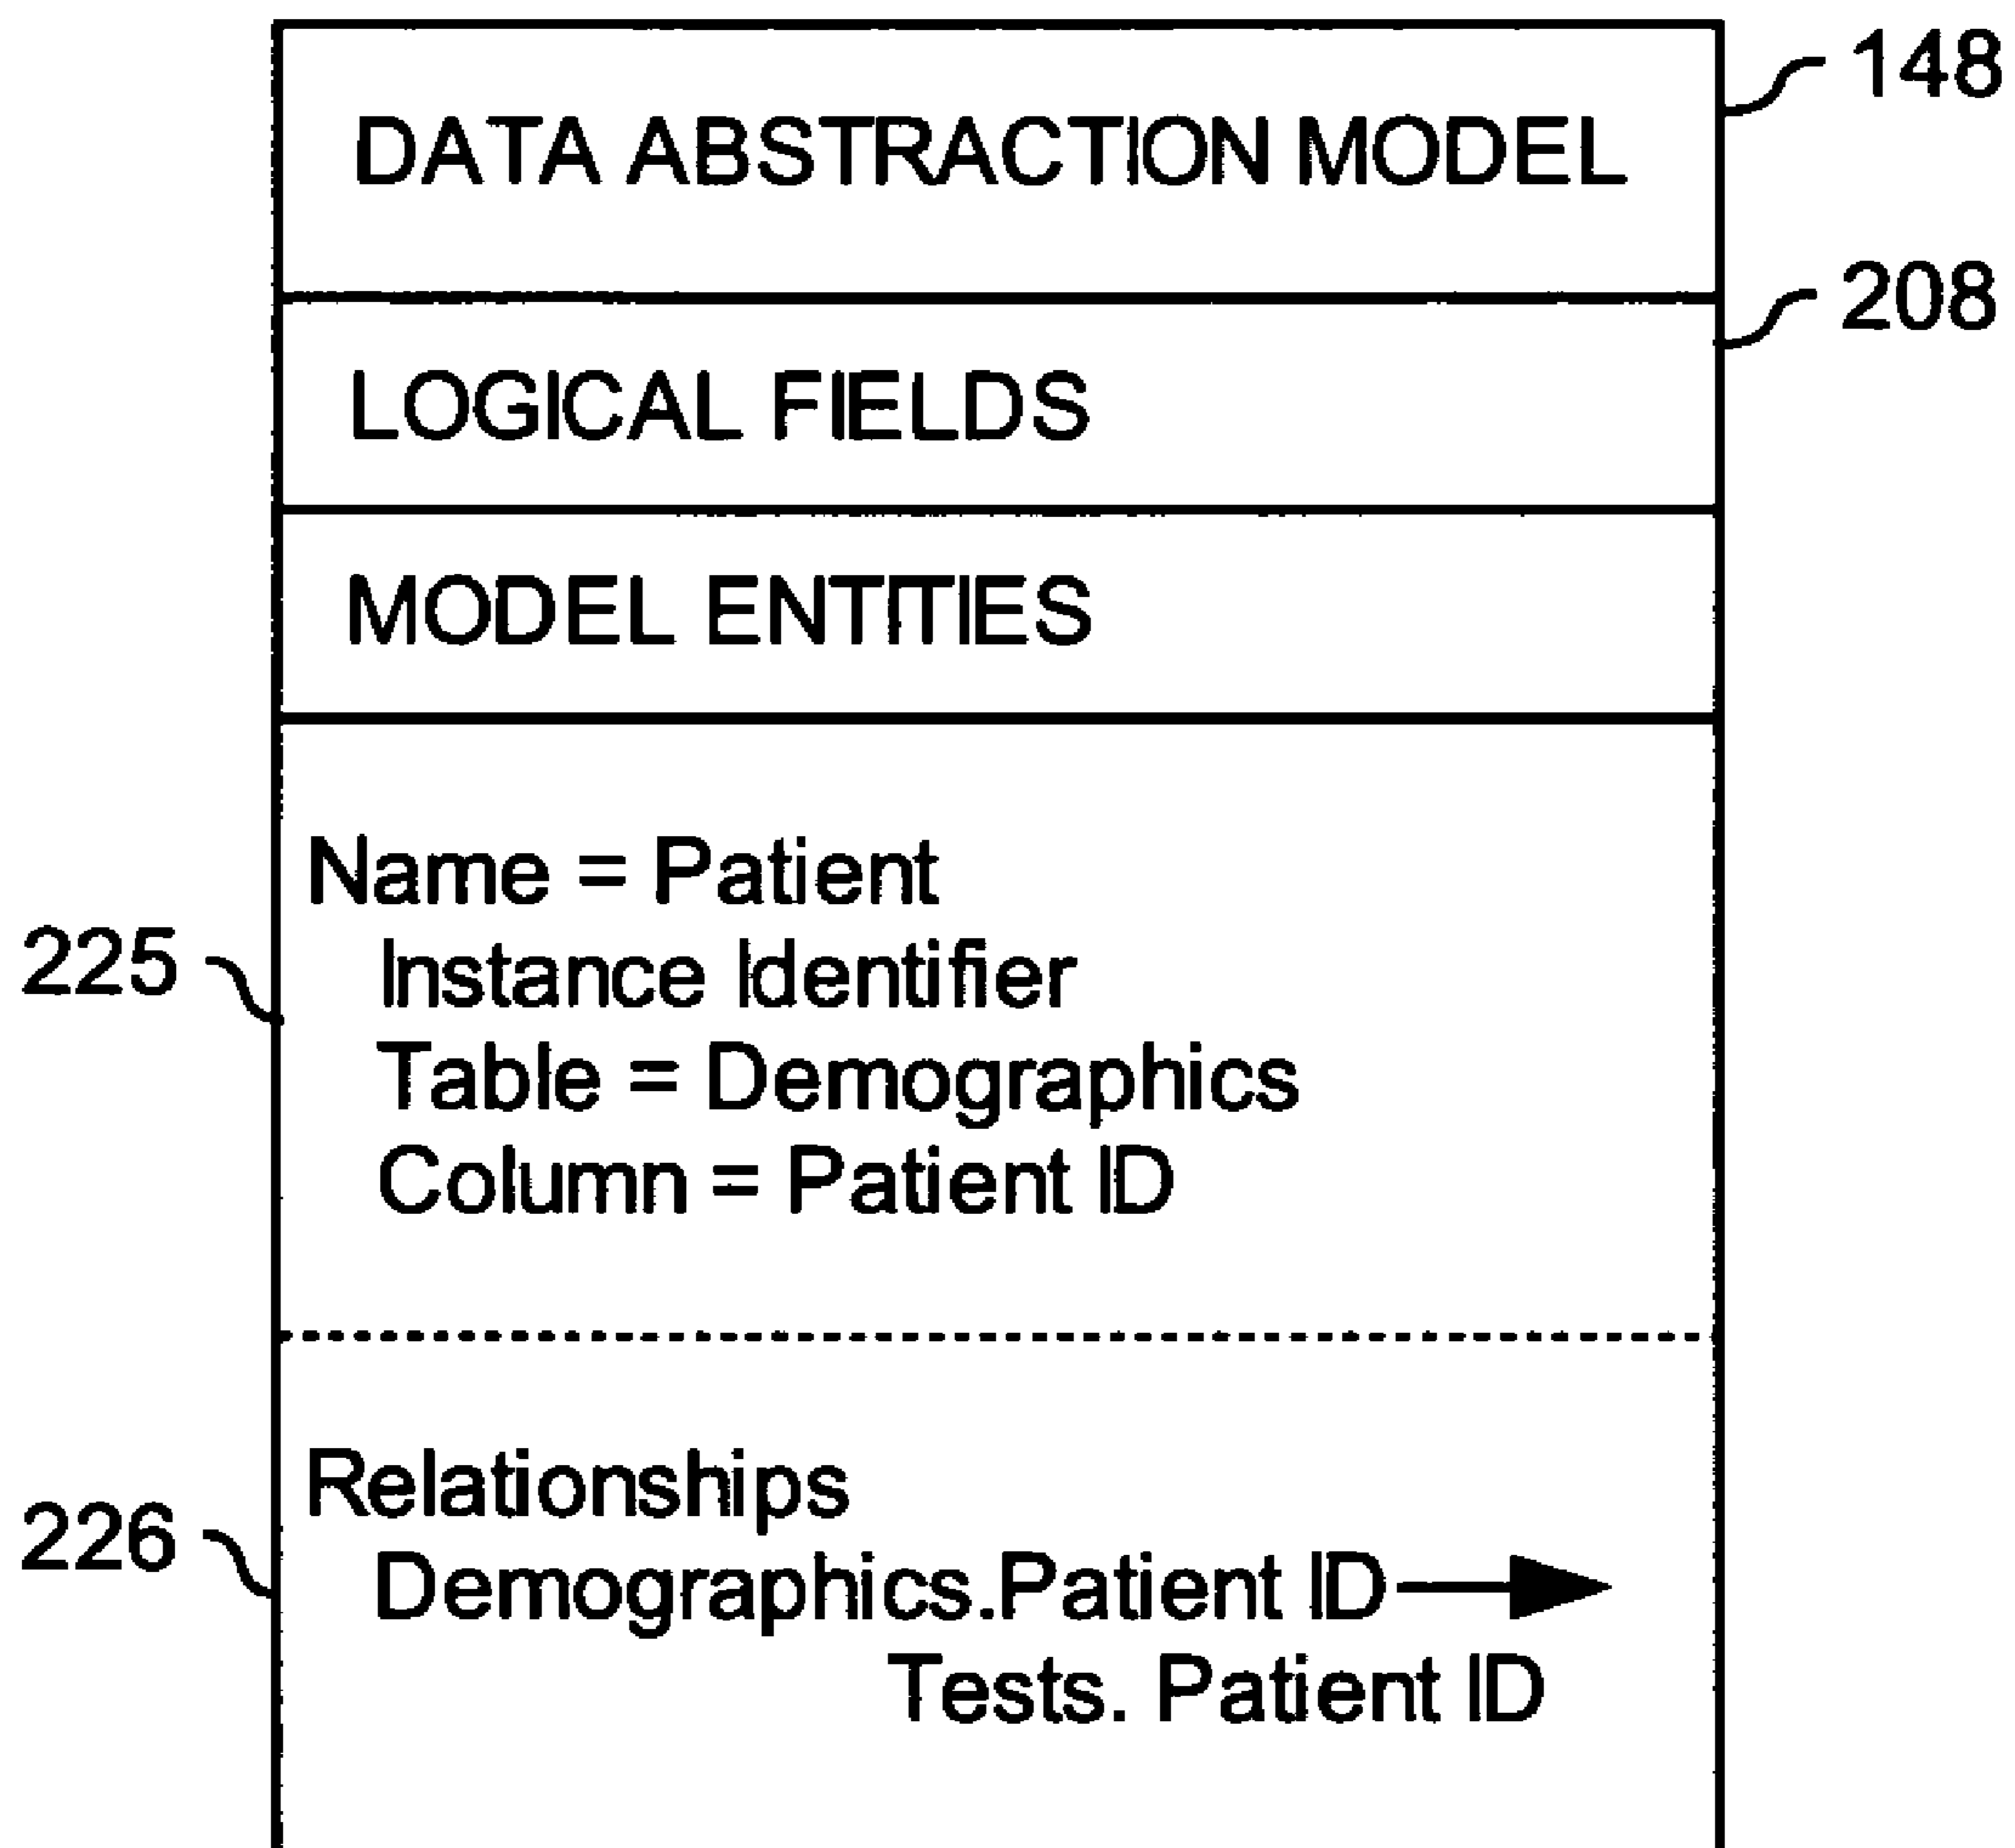 148
DATA ABSTRACTION MODEL
208
LOGICAL FIELDS
MODEL ENTITIES
Name = Patient
225
Instance Identifier
Table = Demographics
Column = Patient ID
Relationships
226
Demographics.Patient ID
Tests. Patient ID